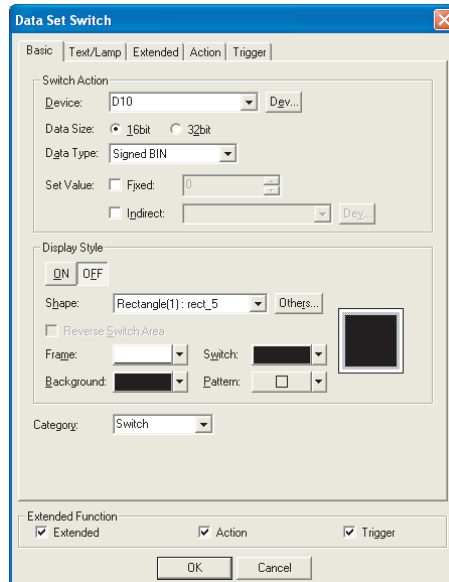 Data Set Switch
Basic Text/Lamp Extended Action Trigger
Switch Action
Device: D10 Dev...
Data Size: 16bit 32bit
Data Type: Signed BIN
Set Value: Fixed: 0
Indirect: Dev...
Display Style
ON OFF
Shape: Rectangle(1) : rect_5 Others...
Reverse Switch Area
Frame: Switch:
Background: Pattern:
Category: Switch
Extended Function
Extended Action Trigger
OK Cancel